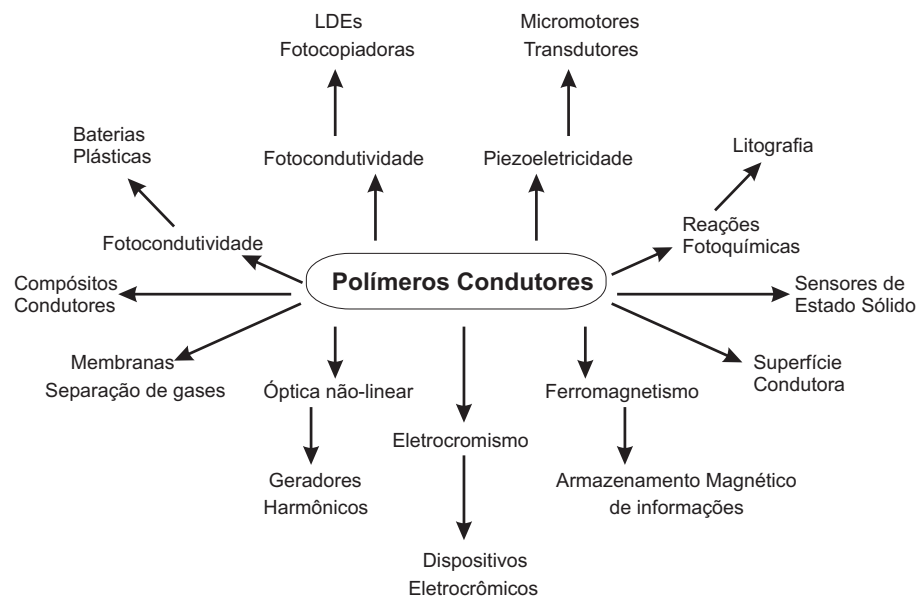 LDEs
Fotocopiadoras
Micromotores
Transdutores
Baterias
Plásticas
Fotocondutividade
Piezoeletricidade
Litografia
Fotocondutividade
Reações
Fotoquímicas
Polímeros Condutores
Compósitos
Condutores
Sensores de
Estado Sólido
Membranas
Separação de gases
Óptica não-linear
Ferromagnetismo
Superfície
Condutora
Eletrocromismo
Geradores
Harmônicos
Armazenamento Magnético
de informações
Dispositivos
Eletrocrômicos